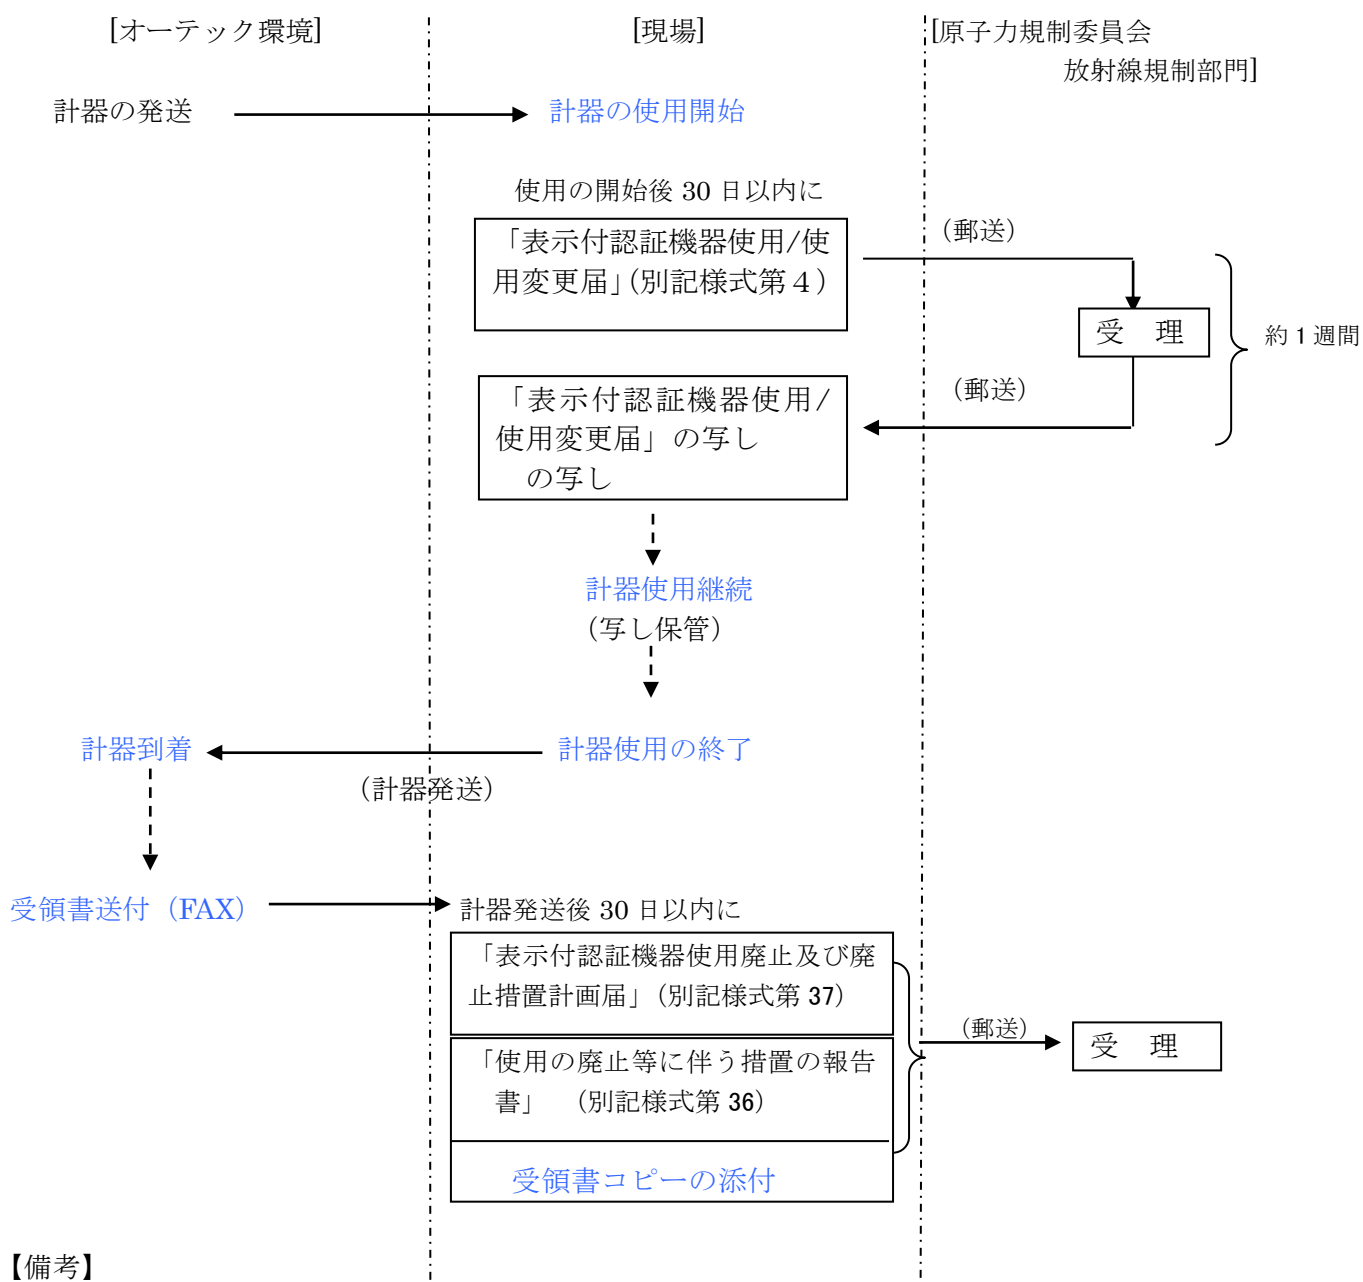 [オーテック環境]
[現場]
[原子力規制委員会
放射線規制部門]
計器の発送
計器の使用開始
使用の開始後 30 日以内に
「表示付認証機器使用/使
用変更届」（別記様式第４）
（郵送）
受　理
約 1 週間
（郵送）
「表示付認証機器使用/
使用変更届」の写し
の写し
計器使用継続
（写し保管）
計器到着
計器使用の終了
（計器発送）
受領書送付（FAX）
計器発送後 30 日以内に
「表示付認証機器使用廃止及び廃
止措置計画届」（別記様式第 37）
（郵送）
受　理
「使用の廃止等に伴う措置の報告
書」　（別記様式第 36）
受領書コピーの添付
【備考】